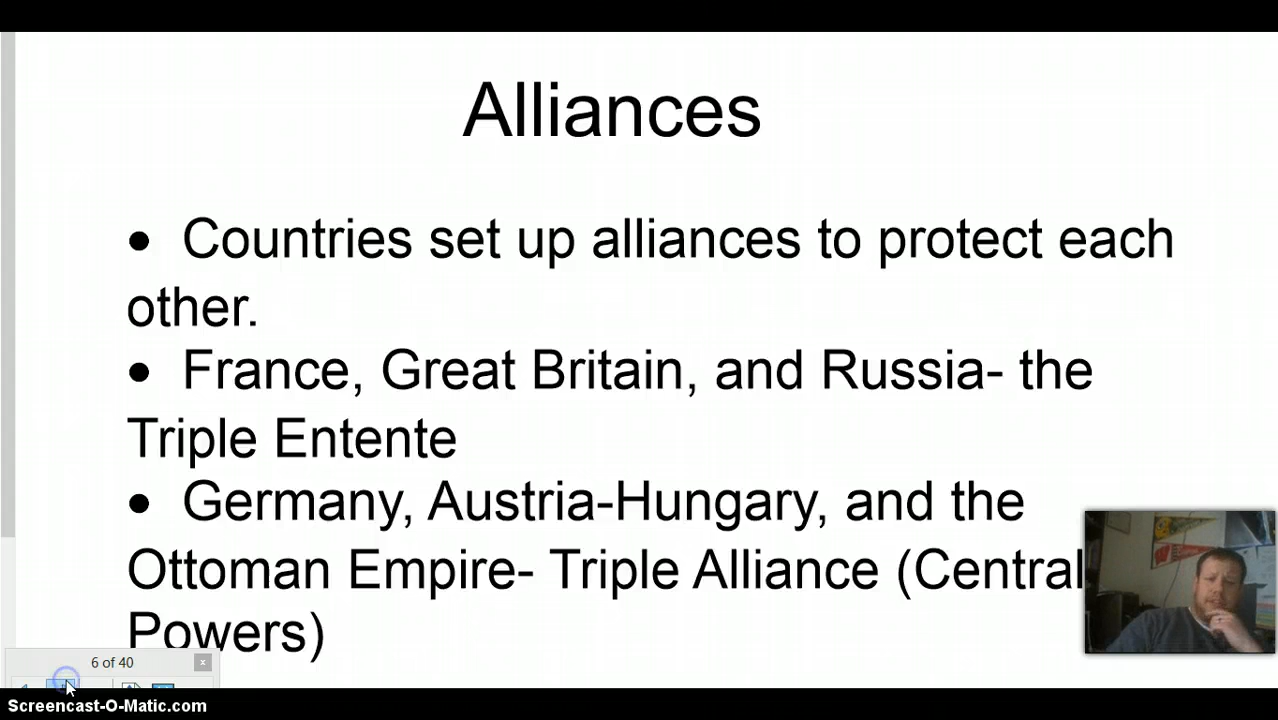 Alliances
• Countries set up alliances to protect each
other.
• France, Great Britain, and Russia- the
Triple Entente
• Germany, Austria-Hungary, and the
Ottoman Empire- Triple Alliance (Central
Powers)
6 of 40
x
Screencast-O-Matic.com